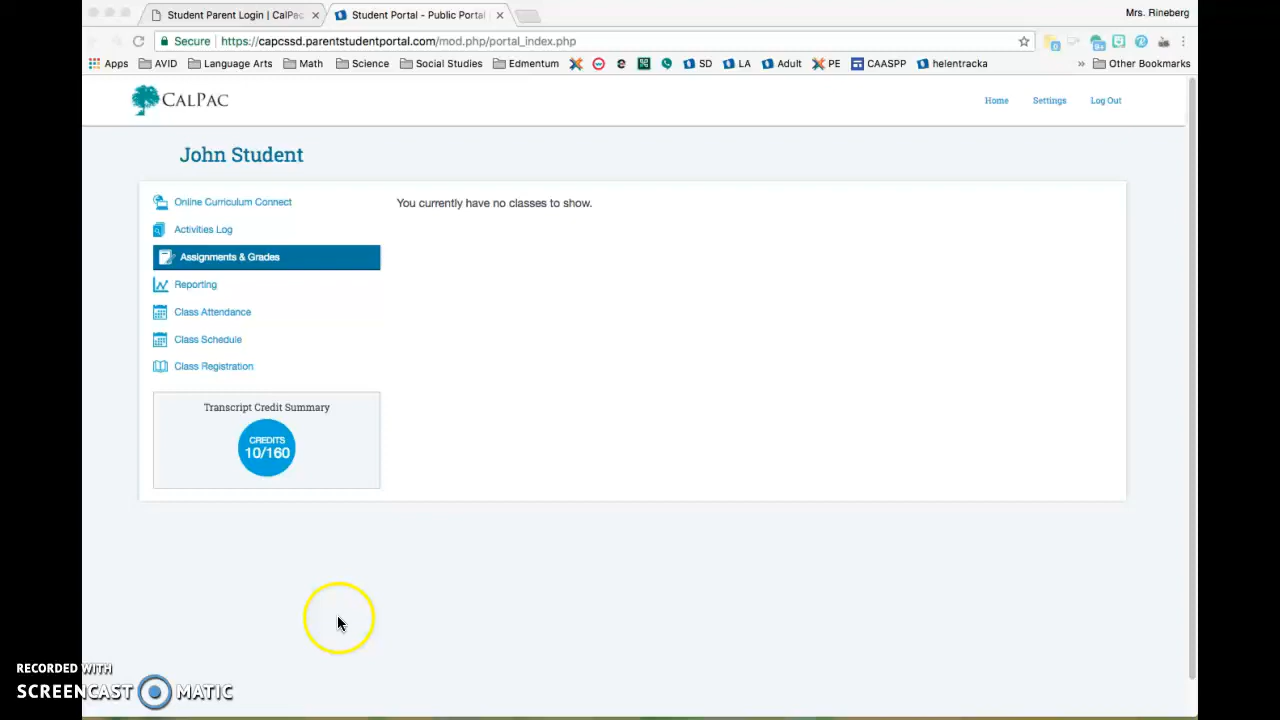 Student Parent Login | CalPac
Student Portal - Public Portal
Mrs. Rineberg
Secure
https://capcssd.parentstudentportal.com/mod.php/portal_index.php
Apps AVID Language Arts Math Science Social Studies Edmentum SD LA Adult PE CAASPP helentracka » Other Bookmarks
CALPAC
Home Settings Log Out
John Student
Online Curriculum Connect
You currently have no classes to show.
Activities Log
Assignments & Grades
Reporting
Class Attendance
Class Schedule
Class Registration
Transcript Credit Summary
CREDITS
10/160
RECORDED WITH
SCREENCAST MATIC